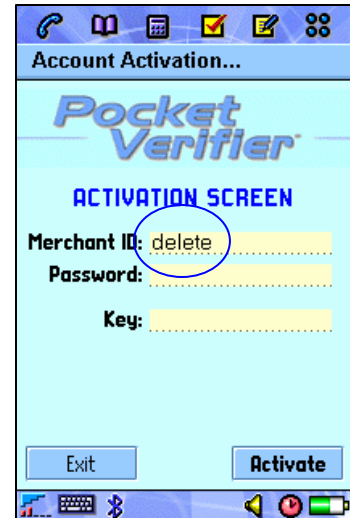 Account Activation...
Pocket
Verifier
ACTIVATION SCREEN
Merchant ID: delete
Password:
Key:
Exit Activate